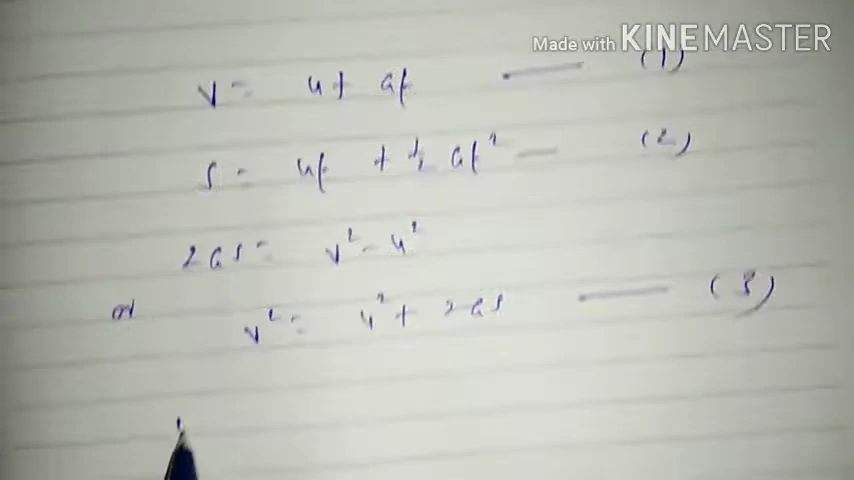 Made with KINEMASTER
v = u + at —— (1)
s = ut + ½ at² — (2)
2as = v² - u²
or v² = u² + 2as —— (3)